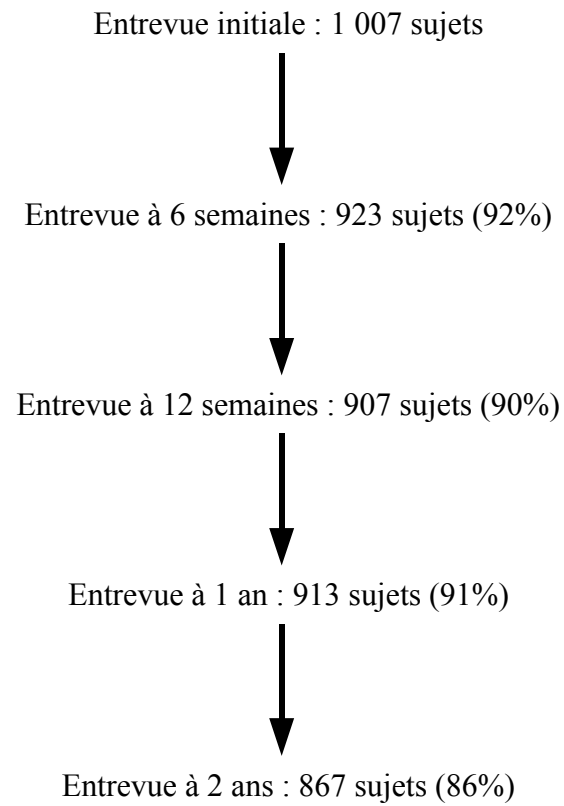 Entrevue initiale : 1 007 sujets
Entrevue à 6 semaines : 923 sujets (92%)
Entrevue à 12 semaines : 907 sujets (90%)
Entrevue à 1 an : 913 sujets (91%)
Entrevue à 2 ans : 867 sujets (86%)